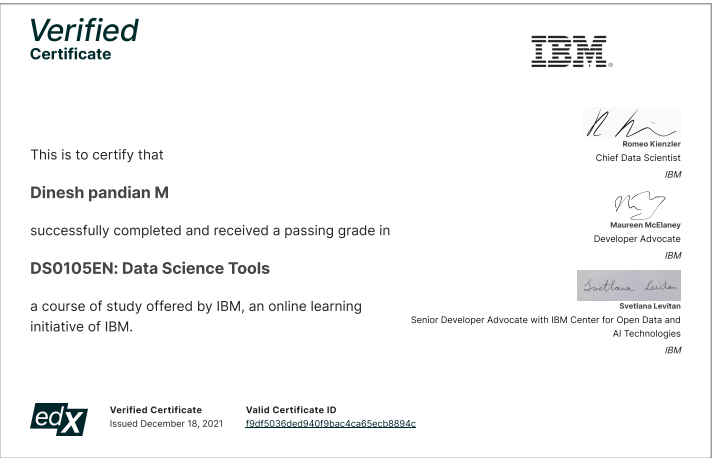 Verified
Certificate
IBM®
This is to certify that
Dinesh pandian M
successfully completed and received a passing grade in
DS0105EN: Data Science Tools
a course of study offered by IBM, an online learning
initiative of IBM.
Romeo Kienzler
Chief Data Scientist
IBM
Maureen McElaney
Developer Advocate
IBM
Svetlana Levitan
Svetlana Levitan
Senior Developer Advocate with IBM Center for Open Data and
AI Technologies
IBM
edX
Verified Certificate
Issued December 18, 2021
Valid Certificate ID
f9df5036ded940f9bac4ca65ecb8894c